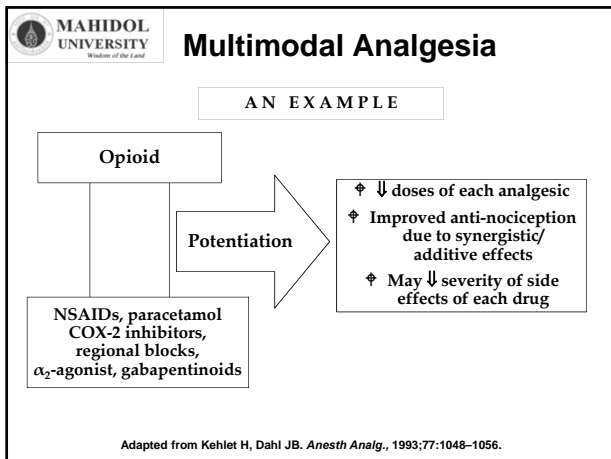 MAHIDOL
UNIVERSITY
Wisdom of the Land
Multimodal Analgesia
AN EXAMPLE
Opioid
Potentiation
NSAIDs, paracetamol
COX-2 inhibitors,
regional blocks,
α₂-agonist, gabapentinoids
⇓ doses of each analgesic
Improved anti-nociception
due to synergistic/
additive effects
May ⇓ severity of side
effects of each drug
Adapted from Kehlet H, Dahl JB. Anesth Analg., 1993;77:1048–1056.